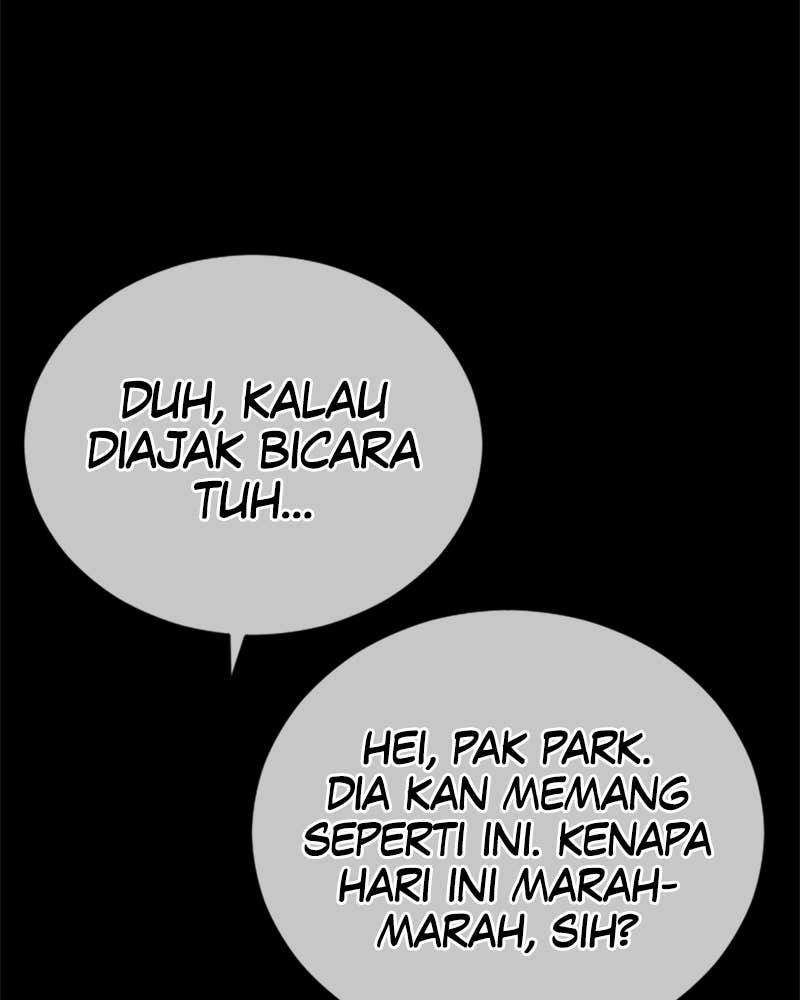 DUH, KALAU
DIAJAK BICARA
TUH...
HEI, PAK PARK.
DIA KAN MEMANG
SEPERTI INI. KENAPA
HARI INI MARAH-
MARAH, SIH?